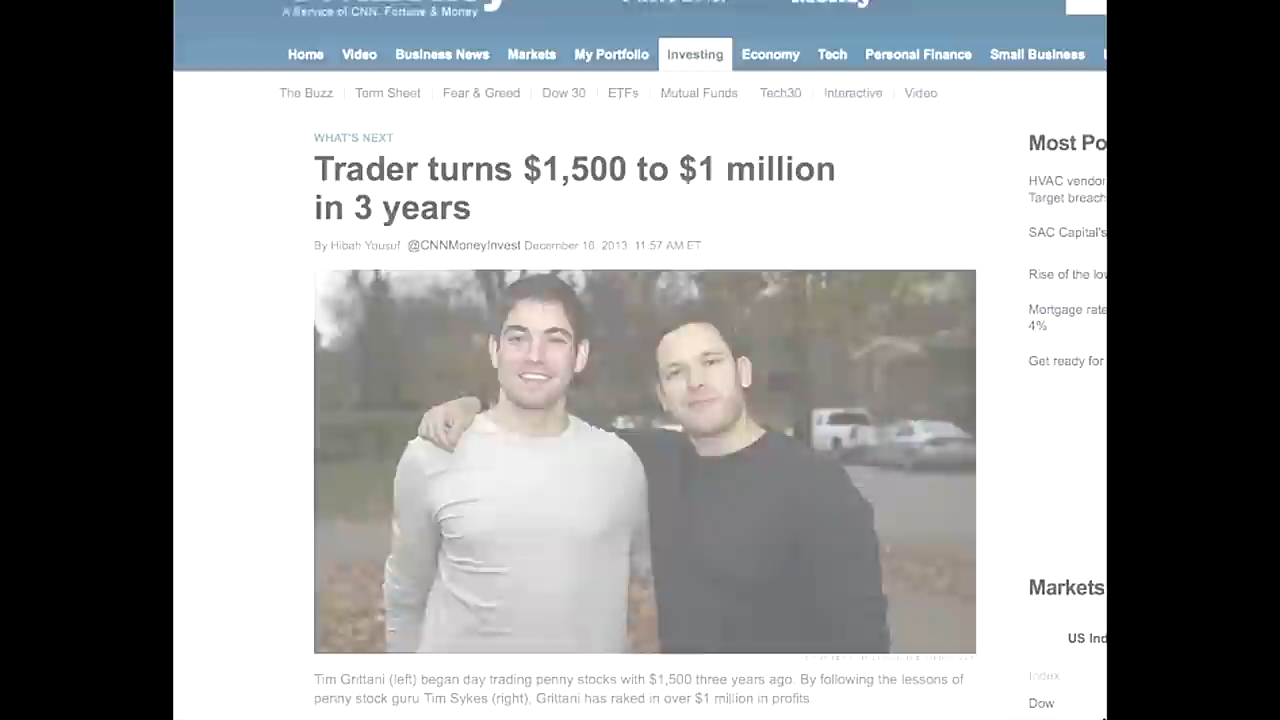 A Service of CNN, Fortune & Money
Home Video Business News Markets My Portfolio Investing Economy Tech Personal Finance Small Business
The Buzz Term Sheet Fear & Greed Dow 30 ETFs Mutual Funds Tech30 Interactive Video
WHAT'S NEXT
Trader turns $1,500 to $1 million
in 3 years
By Hibah Yousuf @CNNMoneyInvest December 16, 2013: 11:57 AM ET
Tim Grittani (left) began day trading penny stocks with $1,500 three years ago. By following the lessons of
penny stock guru Tim Sykes (right), Grittani has raked in over $1 million in profits.
Most Po
HVAC vendor
Target breach
SAC Capital's
Rise of the lo
Mortgage rate
4%
Get ready for
Markets
US Ind
Index
Dow